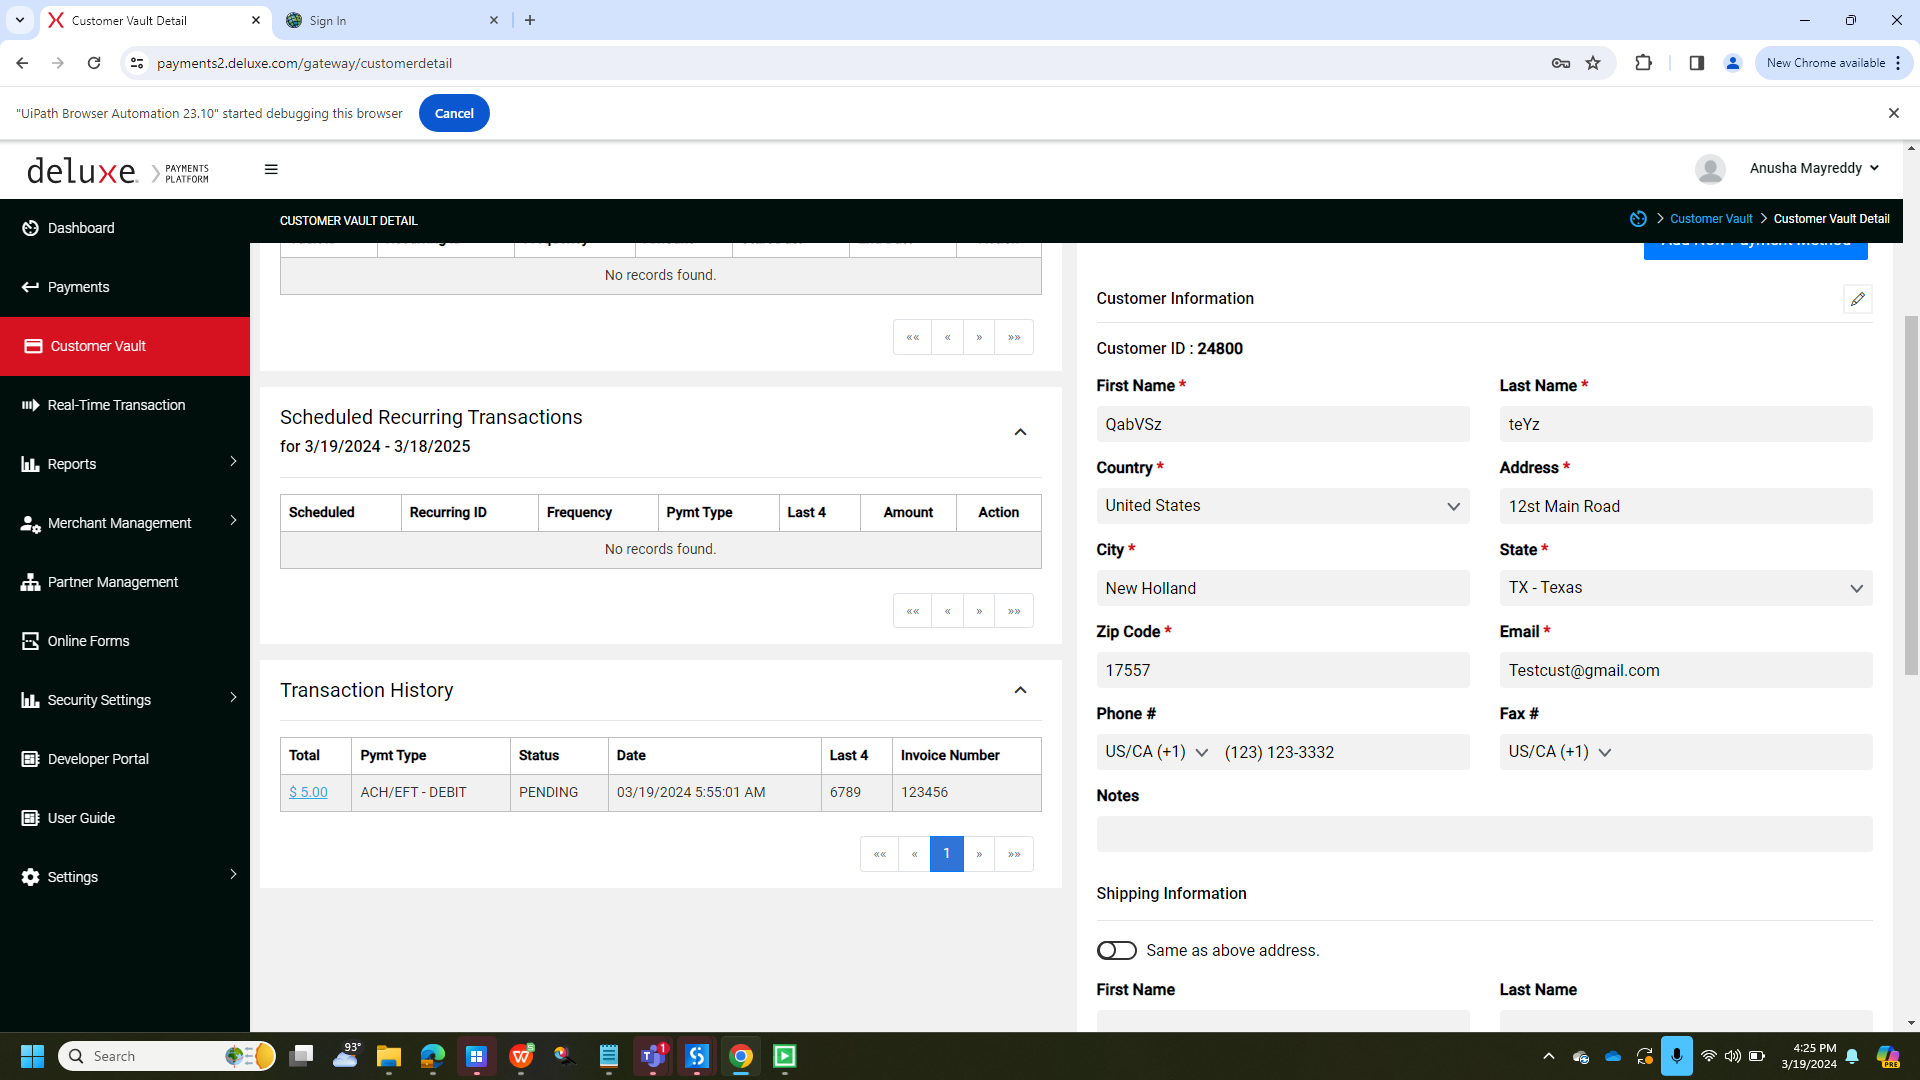 Customer Vault Detail
Sign In
payments2.deluxe.com/gateway/customerdetail
New Chrome available
"UiPath Browser Automation 23.10" started debugging this browser
Cancel
deluxe.
PAYMENTS
PLATFORM
Anusha Mayreddy
CUSTOMER VAULT DETAIL
Customer Vault
Customer Vault Detail
Dashboard
Payments
Customer Vault
Real-Time Transaction
Reports
Merchant Management
Partner Management
Online Forms
Security Settings
Developer Portal
User Guide
Settings
No records found.
«« « » »»
Scheduled Recurring Transactions
for 3/19/2024 - 3/18/2025
Scheduled Recurring ID Frequency Pymt Type Last 4 Amount Action
No records found.
«« « » »»
Transaction History
Total Pymt Type Status Date Last 4 Invoice Number
$ 5.00 ACH/EFT - DEBIT PENDING 03/19/2024 5:55:01 AM 6789 123456
«« « 1 » »»
Add New Payment Method
Customer Information
Customer ID : 24800
First Name * Last Name *
QabVSz teYz
Country * Address *
United States 12st Main Road
City * State *
New Holland TX - Texas
Zip Code * Email *
17557 Testcust@gmail.com
Phone # Fax #
US/CA (+1) (123) 123-3332 US/CA (+1)
Notes
Shipping Information
Same as above address.
First Name Last Name
Search
93°
1
4:25 PM
3/19/2024
PRE